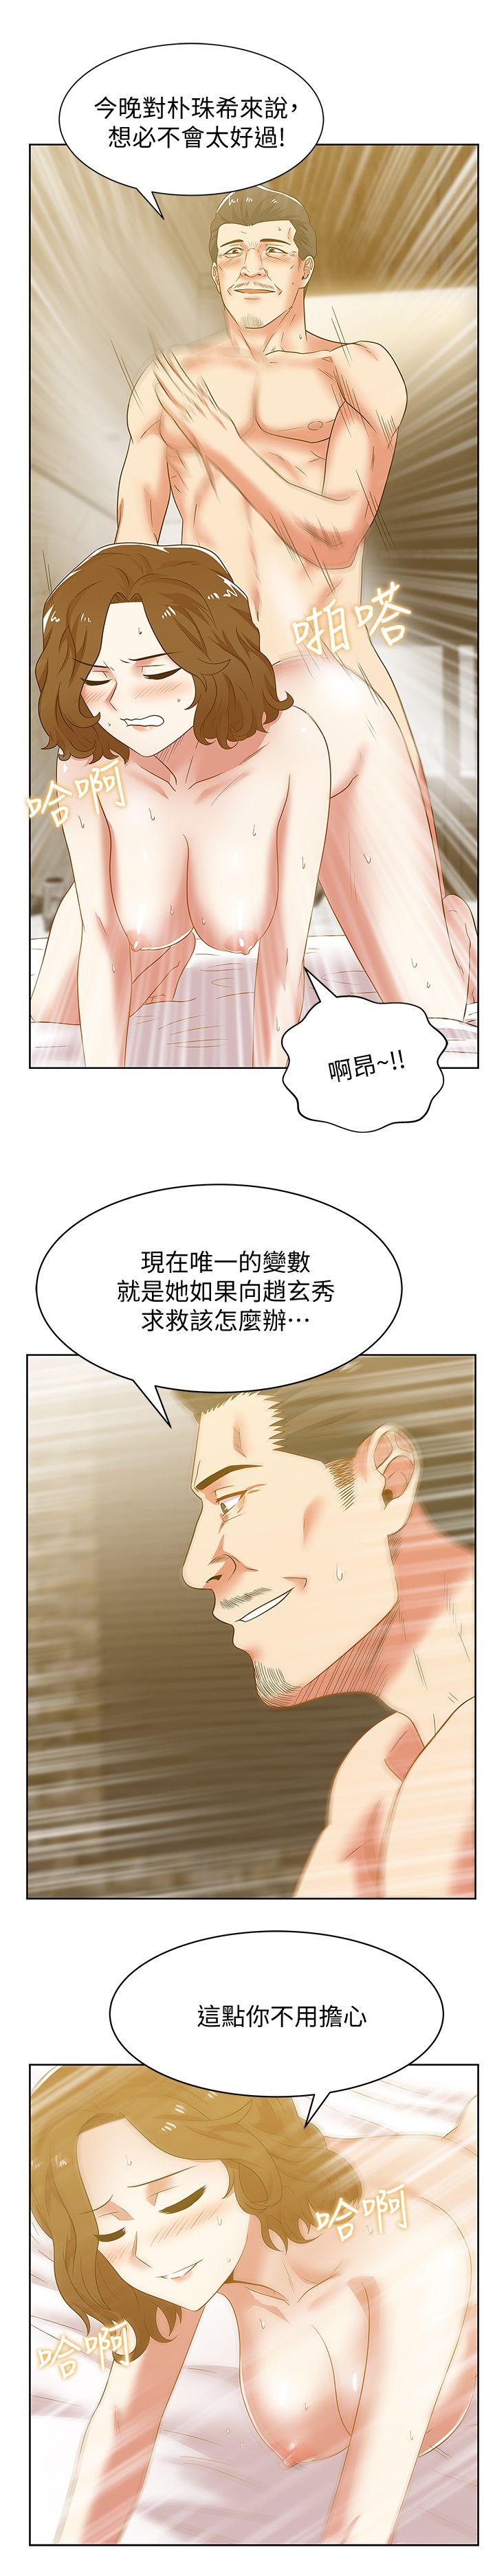 今晚對朴珠希來說，
想必不會太好過!
啪嗒
哈啊
啊昂~!!
現在唯一的變數
就是她如果向趙玄秀
求救該怎麼辦…
這點你不用擔心
哈啊
哈啊